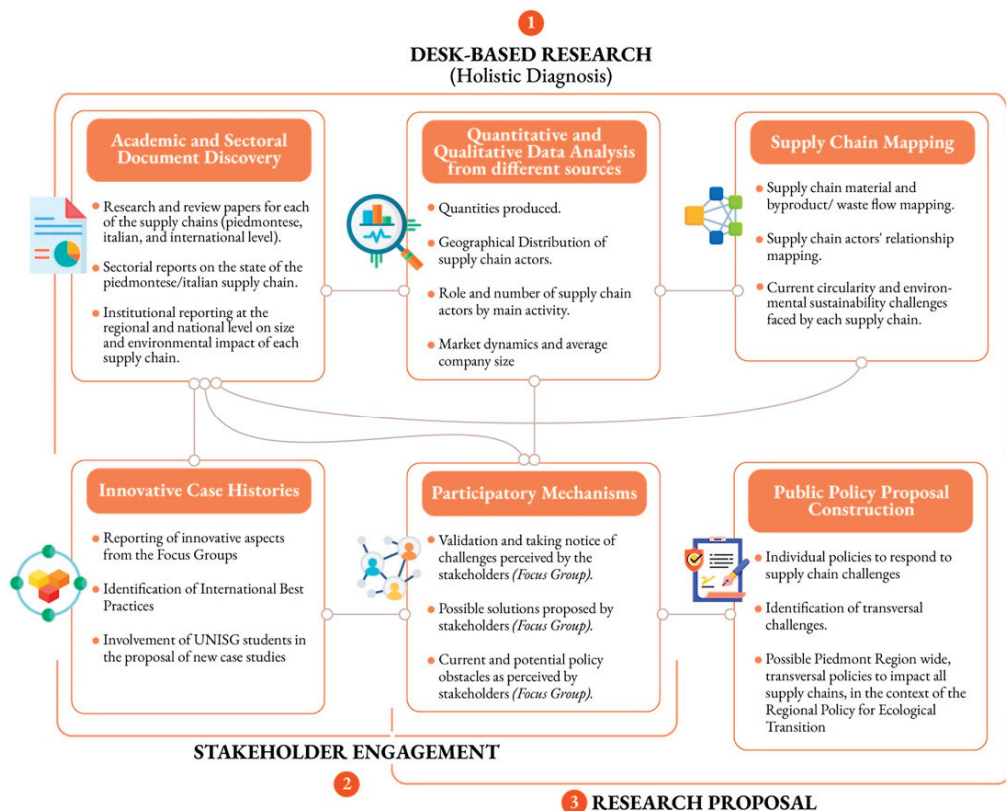 1
DESK-BASED RESEARCH
(Holistic Diagnosis)
Academic and Sectoral
Document Discovery
• Research and review papers for each
of the supply chains (piedmontese,
italian, and international level).
• Sectorial reports on the state of the
piedmontese/italian supply chain.
• Institutional reporting at the
regional and national level on size
and environmental impact of each
supply chain.
Quantitative and
Qualitative Data Analysis
from different sources
• Quantities produced.
• Geographical Distribution of
supply chain actors.
• Role and number of supply chain
actors by main activity.
• Market dynamics and average
company size
Supply Chain Mapping
• Supply chain material and
byproduct/ waste flow mapping.
• Supply chain actors' relationship
mapping.
• Current circularity and environ-
mental sustainability challenges
faced by each supply chain.
Innovative Case Histories
• Reporting of innovative aspects
from the Focus Groups
• Identification of International Best
Practices
• Involvement of UNISG students in
the proposal of new case studies
Participatory Mechanisms
• Validation and taking notice of
challenges perceived by the
stakeholders (Focus Group).
• Possible solutions proposed by
stakeholders (Focus Group).
• Current and potential policy
obstacles as perceived by
stakeholders (Focus Group).
Public Policy Proposal
Construction
• Individual policies to respond to
supply chain challenges
• Identification of transversal
challenges.
• Possible Piedmont Region wide,
transversal policies to impact all
supply chains, in the context of the
Regional Policy for Ecological
Transition
STAKEHOLDER ENGAGEMENT
2
3 RESEARCH PROPOSAL